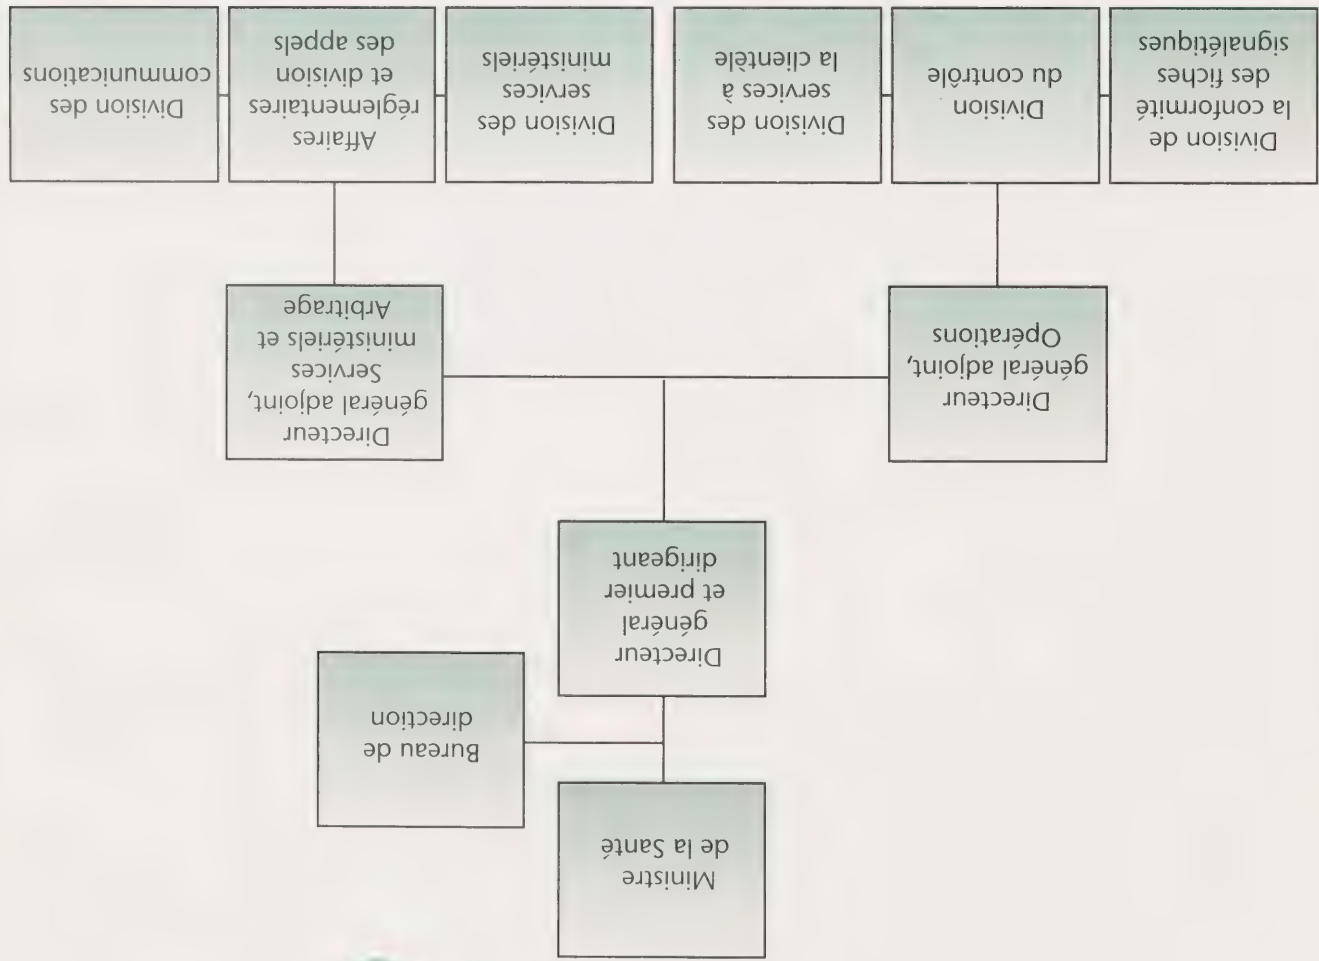 Ministre
de la Santé
Bureau de
direction
Directeur
général
et premier
dirigeant
Directeur
général adjoint,
Opérations
Directeur
général adjoint,
Services
ministériels et
Arbitrage
Division de
la conformité
des fiches
signalétiques
Division
du contrôle
Division des
services à
la clientèle
Division des
services
ministériels
Affaires
réglementaires
et division
des appels
Division des
communications